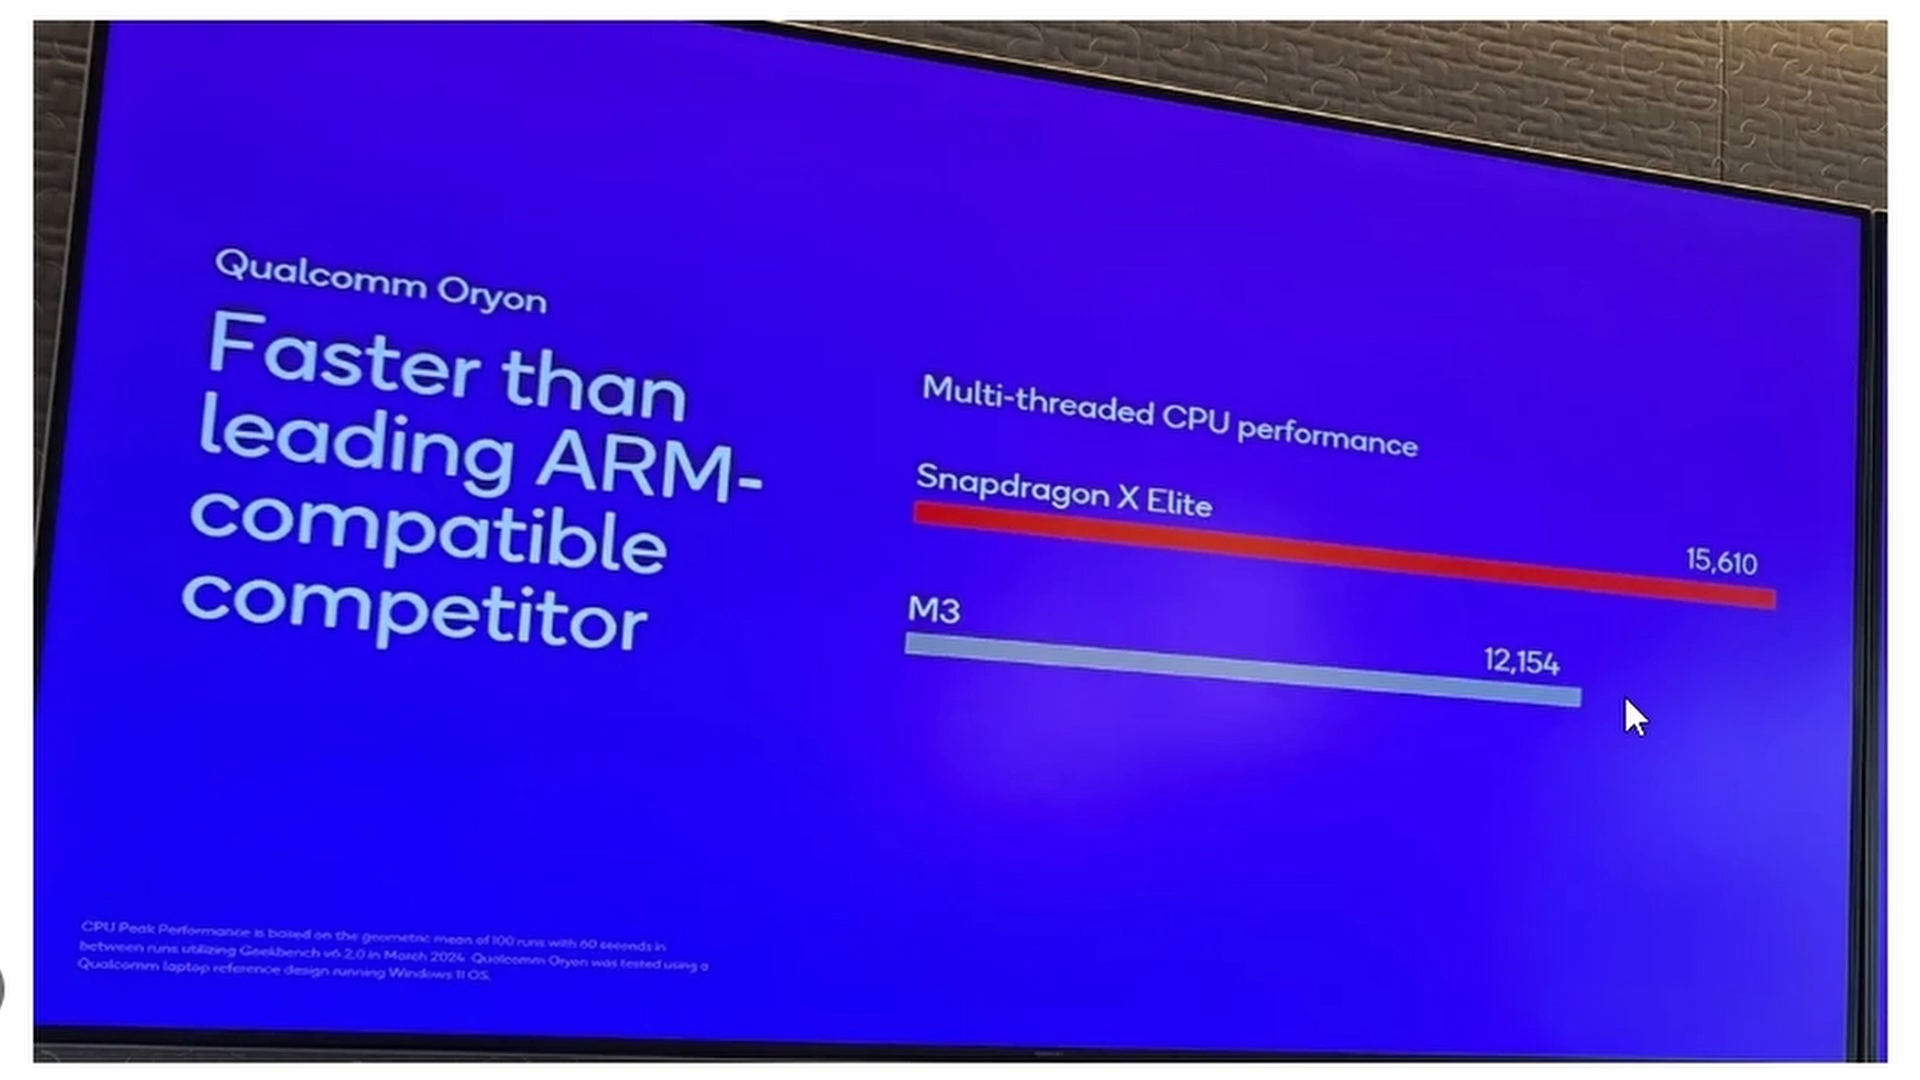 Qualcomm Oryon
Faster than
leading ARM-
compatible
competitor
Multi-threaded CPU performance
Snapdragon X Elite
15,610
M3
12,154
CPU Peak Performance is based on the geometric mean of 100 runs with 60 seconds in
between runs utilizing Geekbench v6.2.0 in March 2024. Qualcomm Oryon was tested using a
Qualcomm laptop reference design running Windows 11 OS.